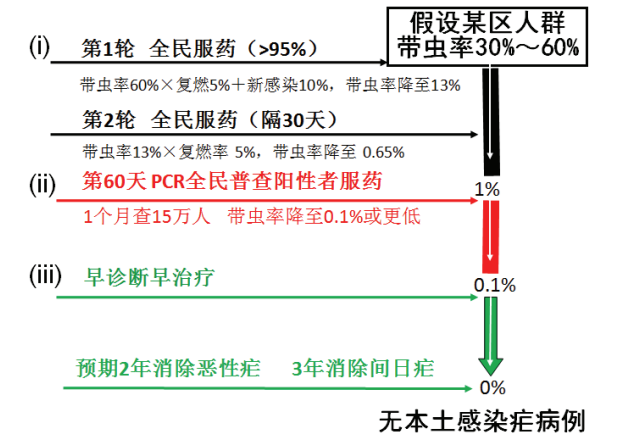 假设某区人群
带虫率30%～60%
(i) 第1轮 全民服药（>95%）
带虫率60%×复燃5%＋新感染10%，带虫率降至13%
第2轮 全民服药（隔30天）
带虫率13%×复燃率 5%，带虫率降至 0.65%
(ii) 第60天 PCR全民普查阳性者服药
1%
1个月查15万人 带虫率降至0.1%或更低
(iii) 早诊断早治疗
0.1%
预期2年消除恶性疟 3年消除间日疟
0%
无本土感染疟病例